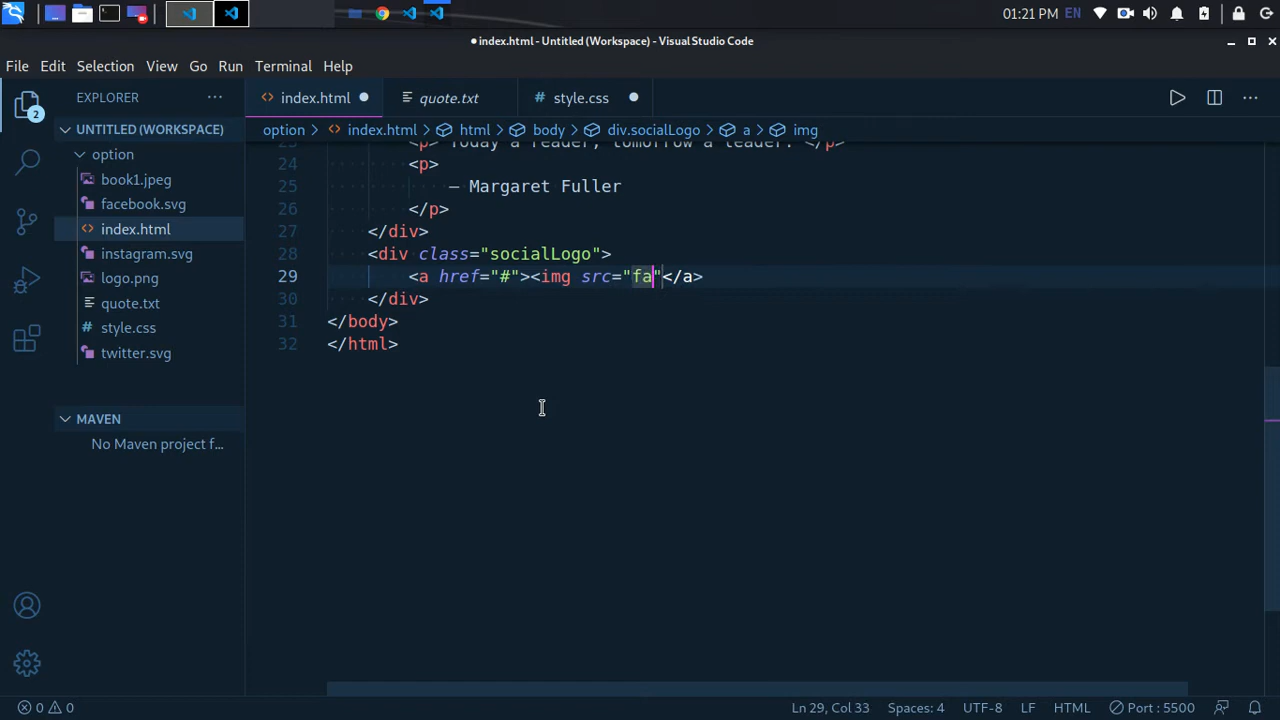 01:21 PM EN
index.html - Untitled (Workspace) - Visual Studio Code
File Edit Selection View Go Run Terminal Help
EXPLORER
index.html quote.txt style.css
2
UNTITLED (WORKSPACE)
option > index.html > html > body > div.socialLogo > a > img
option
book1.jpeg
facebook.svg
index.html
instagram.svg
logo.png
quote.txt
style.css
twitter.svg
MAVEN
No Maven project f...
23 <p> Today a reader, tomorrow a leader. </p>
24 <p>
25 — Margaret Fuller
26 </p>
27 </div>
28 <div class="socialLogo">
29 <a href="#"><img src="fa"</a>
30 </div>
31 </body>
32 </html>
0 0 Ln 29, Col 33 Spaces: 4 UTF-8 LF HTML Port : 5500